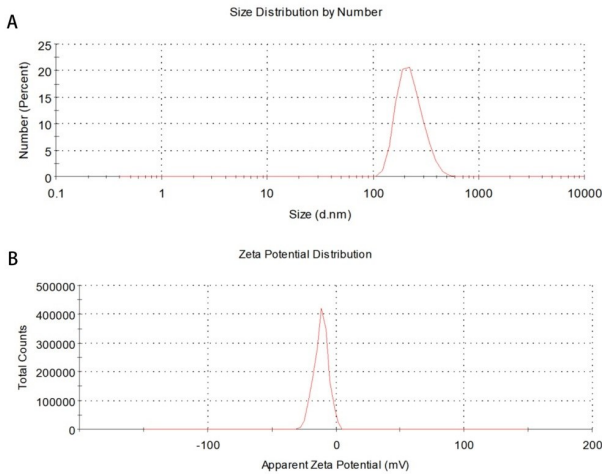 A
Size Distribution by Number
25
20
15
10
5
0
Number (Percent)
0.1 1 10 100 1000 10000
Size (d.nm)
B
Zeta Potential Distribution
500000
400000
300000
200000
100000
0
Total Counts
-100 0 100 200
Apparent Zeta Potential (mV)